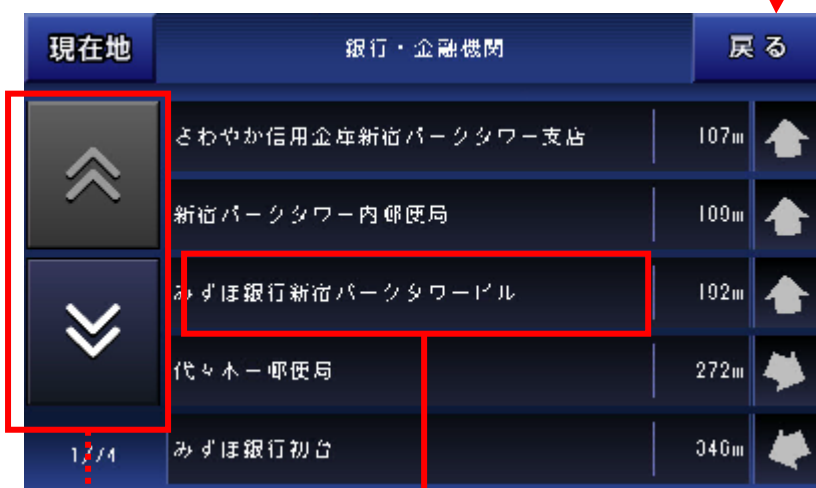 現在地
銀行・金融機関
戻る
さわやか信用金庫新宿パークタワー支店
107m
新宿パークタワー内郵便局
109m
みずほ銀行新宿パークタワービル
192m
代々木一郵便局
272m
みずほ銀行初台
346m